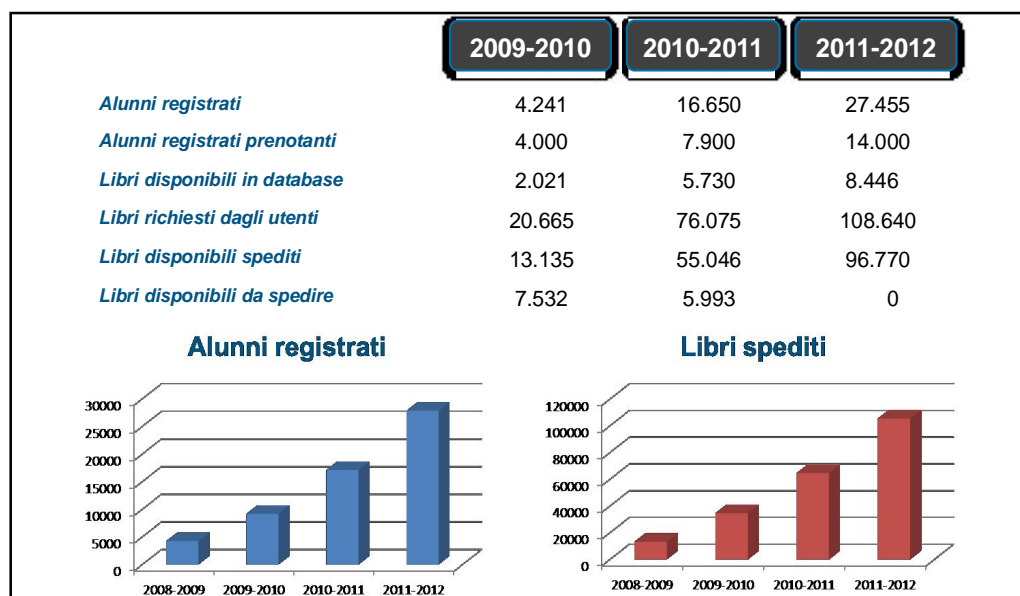 2009-2010 2010-2011 2011-2012
Alunni registrati 4.241 16.650 27.455
Alunni registrati prenotanti 4.000 7.900 14.000
Libri disponibili in database 2.021 5.730 8.446
Libri richiesti dagli utenti 20.665 76.075 108.640
Libri disponibili spediti 13.135 55.046 96.770
Libri disponibili da spedire 7.532 5.993 0
Alunni registrati
30000
25000
20000
15000
10000
5000
0
2008-2009 2009-2010 2010-2011 2011-2012
Libri spediti
120000
100000
80000
60000
40000
20000
0
2008-2009 2009-2010 2010-2011 2011-2012